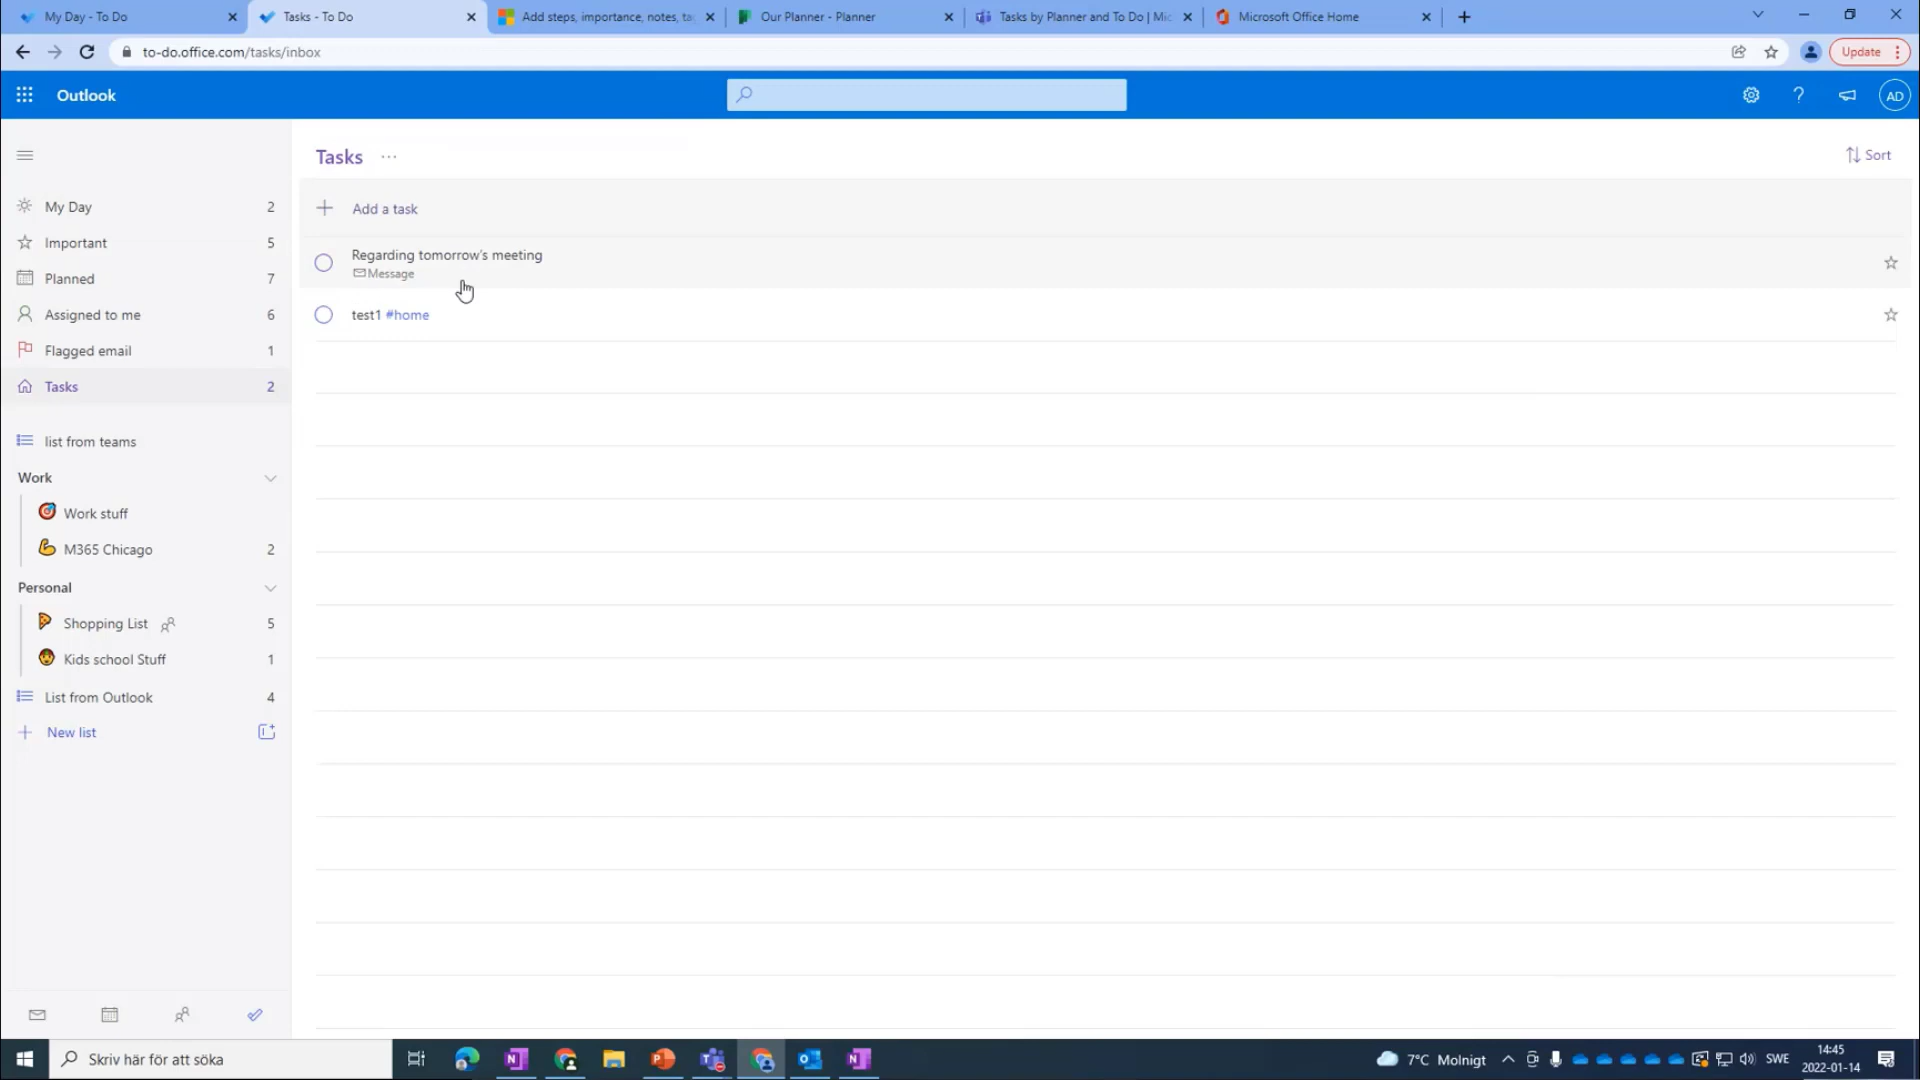 My Day - To Do
Tasks - To Do
Add steps, importance, notes, ta
Our Planner - Planner
Tasks by Planner and To Do | Mic
Microsoft Office Home
to-do.office.com/tasks/inbox
Update
Outlook
AD
Tasks
Sort
Add a task
Regarding tomorrow's meeting
Message
test1 #home
My Day 2
Important 5
Planned 7
Assigned to me 6
Flagged email 1
Tasks 2
list from teams
Work
Work stuff
M365 Chicago 2
Personal
Shopping List 5
Kids school Stuff 1
List from Outlook 4
New list
Skriv här för att söka
7°C Molnigt
SWE
14:45
2022-01-14